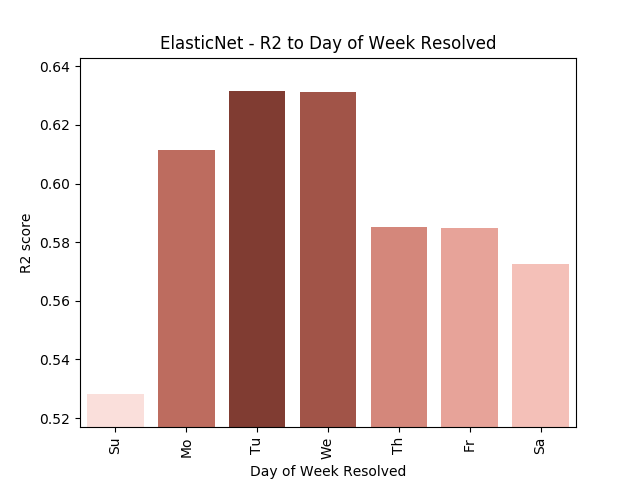 ElasticNet - R2 to Day of Week Resolved
R2 score
0.64
0.62
0.60
0.58
0.56
0.54
0.52
Su
Mo
Tu
We
Th
Fr
Sa
Day of Week Resolved